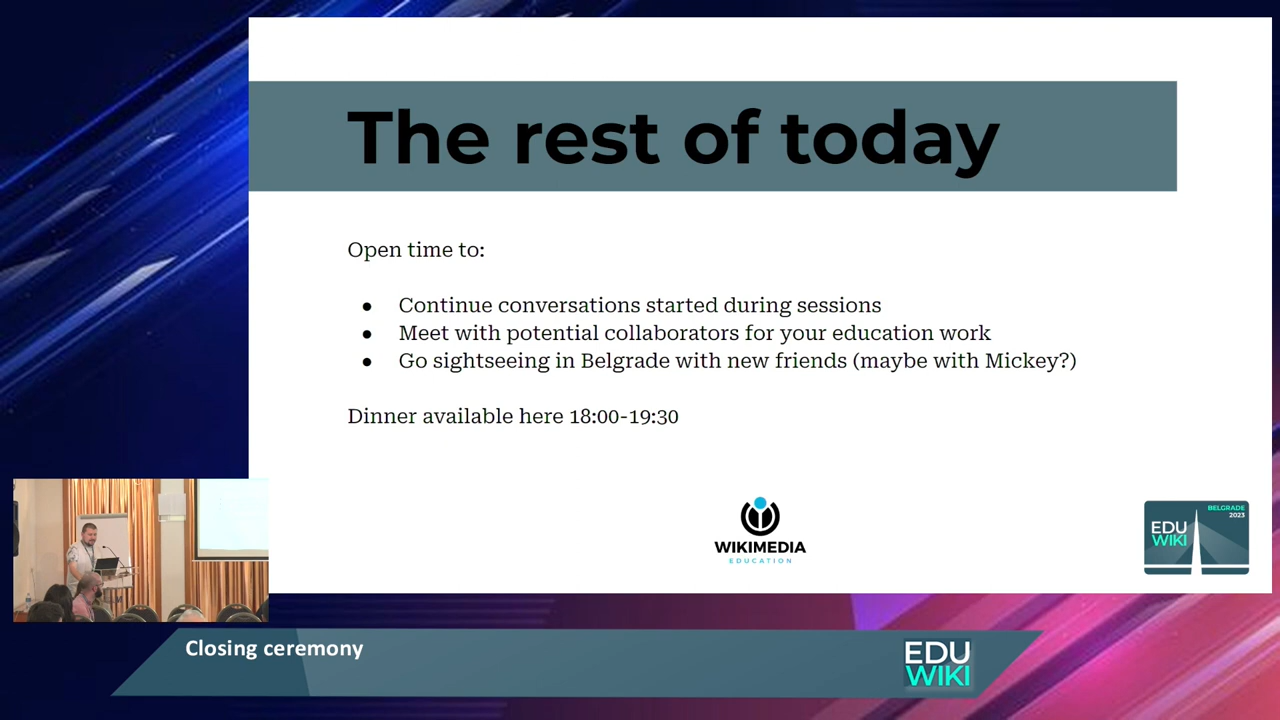 The rest of today
Open time to:
● Continue conversations started during sessions
● Meet with potential collaborators for your education work
● Go sightseeing in Belgrade with new friends (maybe with Mickey?)
Dinner available here 18:00-19:30
WIKIMEDIA
EDUCATION
BELGRADE
2023
EDU
WIKI
Closing ceremony
EDU
WIKI